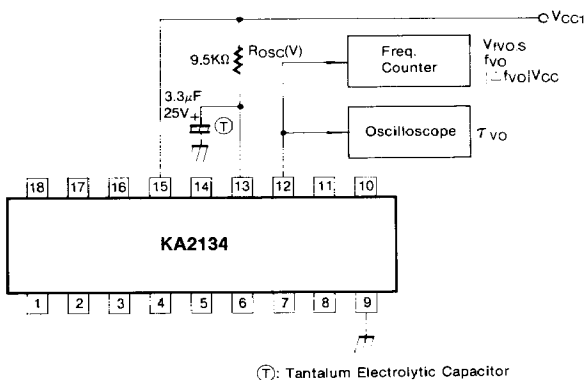 VCC1
ROSC(V)
9.5KΩ
Freq.
Counter
VfVO.S
fVO
|△fVO|VCC
3.3μF
25V
+
T
Oscilloscope
τVO
18 17 16 15 14 13 12 11 10
KA2134
1 2 3 4 5 6 7 8 9
Ⓣ: Tantalum Electrolytic Capacitor